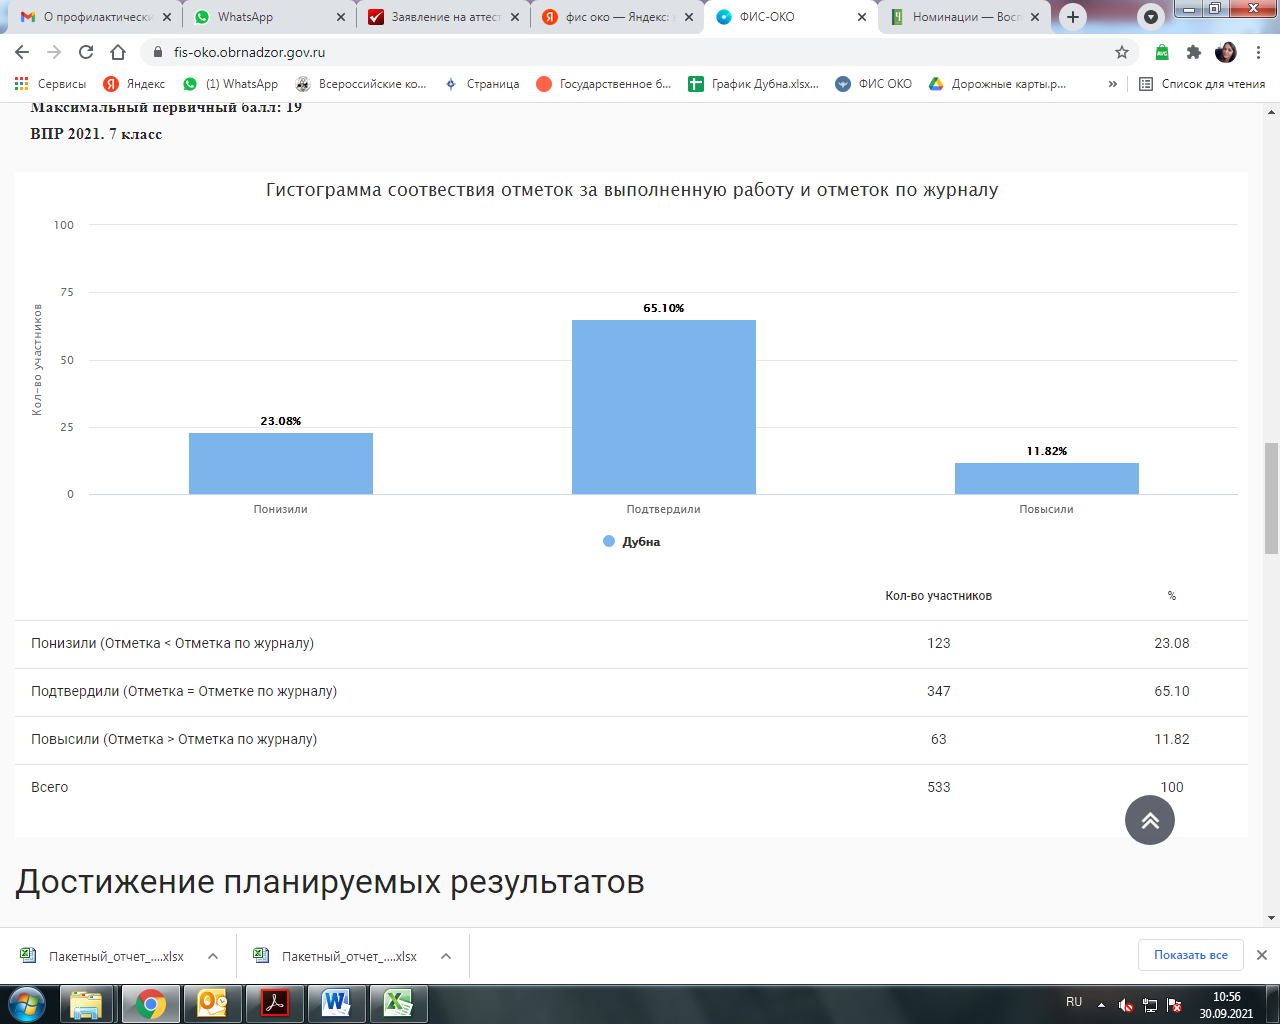 О профилактически
WhatsApp
Заявление на аттест
фис око — Яндекс:
ФИС-ОКО
Номинации — Восп
fis-oko.obrnadzor.gov.ru
Сервисы
Яндекс
(1) WhatsApp
Всероссийские ко...
Страница
Государственное б...
График Дубна.xlsx...
ФИС ОКО
Дорожные карты.p...
»
Список для чтения
Максимальный первичный балл: 19
ВПР 2021. 7 класс
Гистограмма соотвествия отметок за выполненную работу и отметок по журналу
Кол-во участников
100
75
50
25
0
23.08%
65.10%
11.82%
Понизили
Подтвердили
Повысили
Дубна
Кол-во участников %
Понизили (Отметка < Отметка по журналу) 123 23.08
Подтвердили (Отметка = Отметке по журналу) 347 65.10
Повысили (Отметка > Отметка по журналу) 63 11.82
Всего 533 100
Достижение планируемых результатов
Пакетный_отчет_....xlsx
Пакетный_отчет_....xlsx
Показать все
RU
10:56
30.09.2021